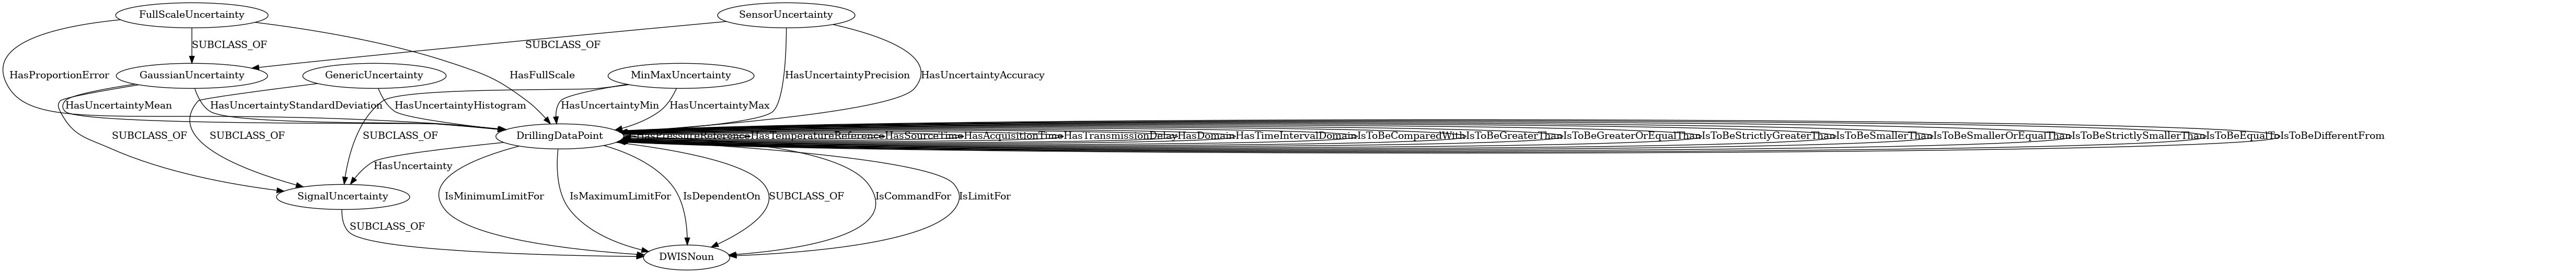 FullScaleUncertainty
SensorUncertainty
SUBCLASS_OF
SUBCLASS_OF
HasProportionError
GaussianUncertainty
GenericUncertainty
HasFullScale
MinMaxUncertainty
HasUncertaintyPrecision
HasUncertaintyAccuracy
HasUncertaintyMean
HasUncertaintyStandardDeviation
HasUncertaintyHistogram
HasUncertaintyMin
HasUncertaintyMax
SUBCLASS_OF
SUBCLASS_OF
SUBCLASS_OF
DrillingDataPoint
HasPressureReference
HasTemperatureReference
HasSourceTime
HasAcquisitionTime
HasTransmissionDelay
HasDomain
HasTimeIntervalDomain
IsToBeComparedWith
IsToBeGreaterThan
IsToBeGreaterOrEqualThan
IsToBeStrictlyGreaterThan
IsToBeSmallerThan
IsToBeSmallerOrEqualThan
IsToBeStrictlySmallerThan
IsToBeEqualTo
IsToBeDifferentFrom
HasUncertainty
SignalUncertainty
IsMinimumLimitFor
IsMaximumLimitFor
IsDependentOn
SUBCLASS_OF
IsCommandFor
IsLimitFor
SUBCLASS_OF
DWISNoun